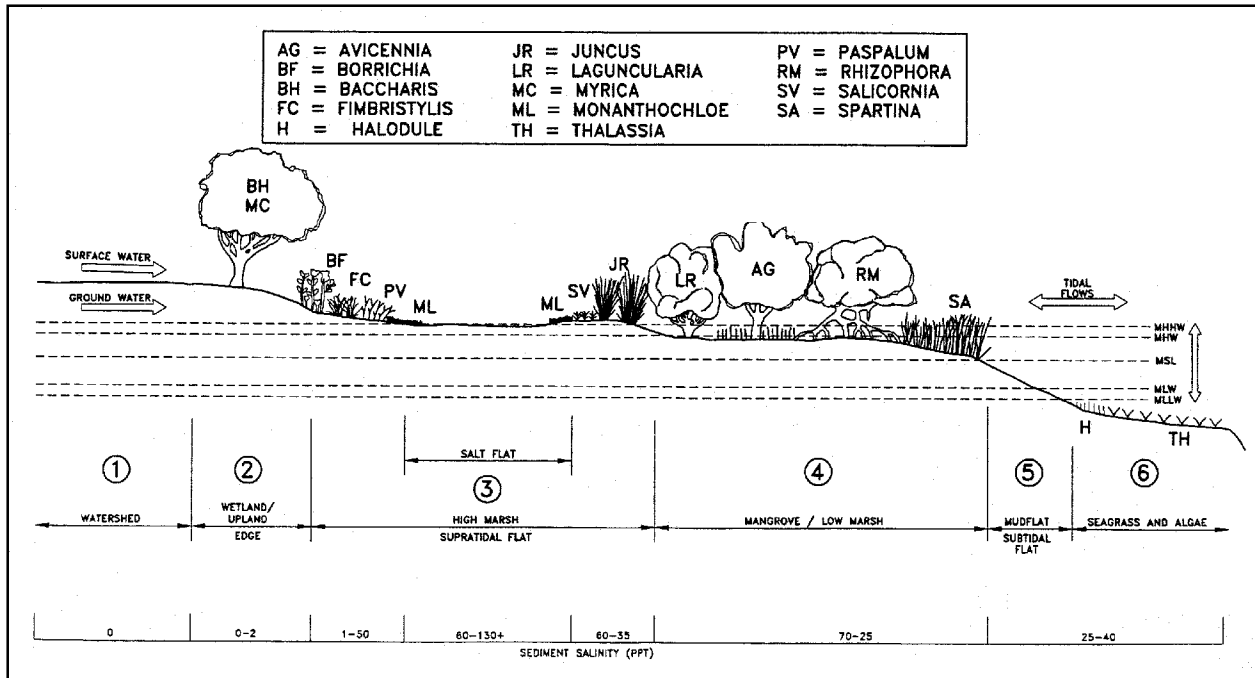 AG = AVICENNIA
BF = BORRICHIA
BH = BACCHARIS
FC = FIMBRISTYLIS
H = HALODULE
JR = JUNCUS
LR = LAGUNCULARIA
MC = MYRICA
ML = MONANTHOCHLOE
TH = THALASSIA
PV = PASPALUM
RM = RHIZOPHORA
SV = SALICORNIA
SA = SPARTINA
BH
MC
SURFACE WATER
GROUND WATER
BF
FC
PV
ML
ML
SV
JR
LR
AG
RM
SA
TIDAL
FLOWS
MHHW
MHW
MSL
MLW
MLLW
H
TH
SALT FLAT
1
2
3
4
5
6
WATERSHED
WETLAND/
UPLAND
EDGE
HIGH MARSH
SUPRATIDAL FLAT
MANGROVE / LOW MARSH
MUDFLAT
SUBTIDAL
FLAT
SEAGRASS AND ALGAE
0
0-2
1-50
60-130+
60-35
70-25
25-40
SEDIMENT SALINITY (PPT)